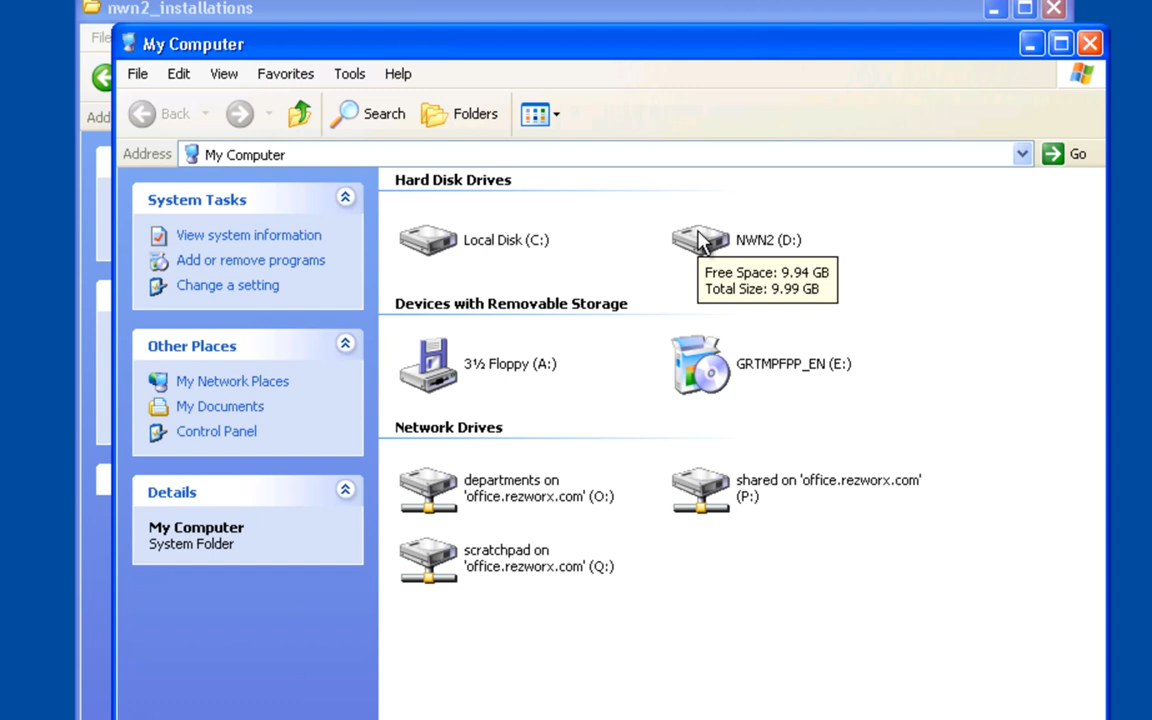 nwn2_installations
My Computer
File Edit View Favorites Tools Help
Back Search Folders
Address My Computer Go
Hard Disk Drives
System Tasks
View system information
Add or remove programs
Change a setting
Local Disk (C:) NWN2 (D:)
Free Space: 9.94 GB
Total Size: 9.99 GB
Devices with Removable Storage
Other Places
My Network Places
My Documents
Control Panel
3½ Floppy (A:) GRTMPFPP_EN (E:)
Network Drives
Details
My Computer
System Folder
departments on
'office.rezworx.com' (O:)
shared on 'office.rezworx.com'
(P:)
scratchpad on
'office.rezworx.com' (Q:)